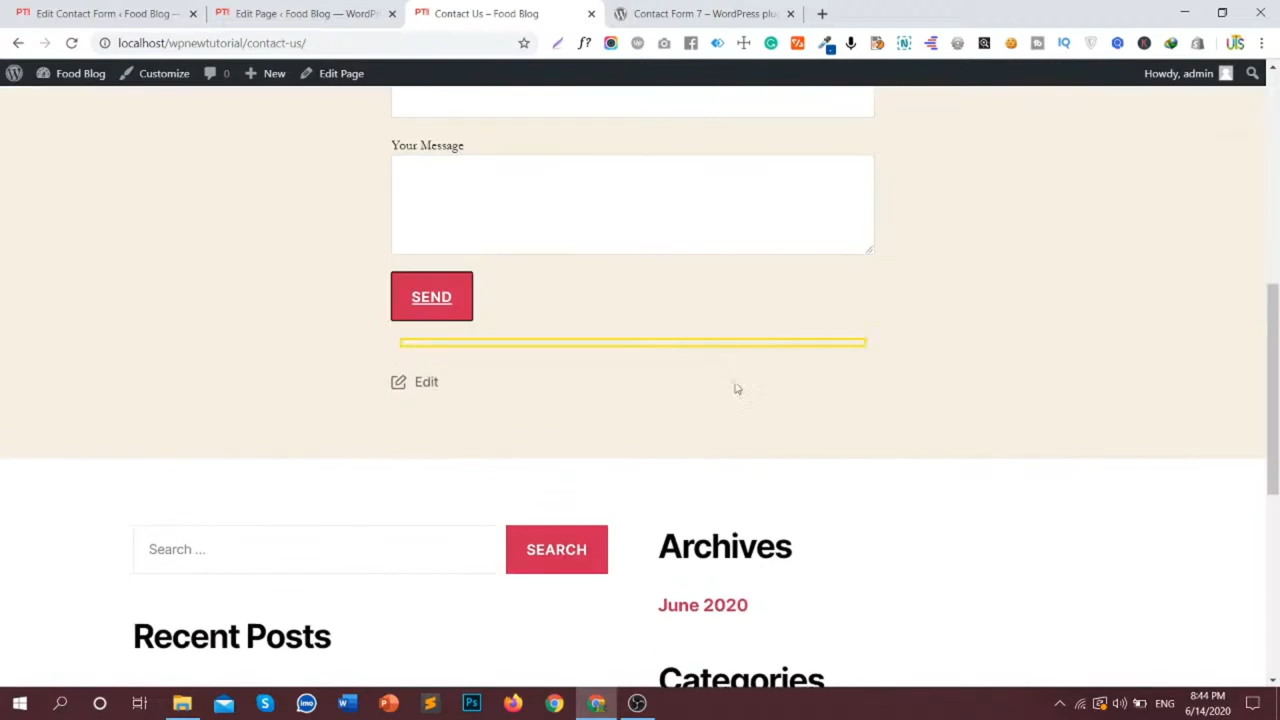 Edit Contact Form ‹ Food Blog —
Edit Page ‹ Food Blog — WordP
Contact Us – Food Blog
Contact Form 7 – WordPress plu
localhost/wpnewtutorial/contact-us/
Food Blog
Customize
0
New
Edit Page
Howdy, admin
Your Message
SEND
Edit
Search ...
SEARCH
Archives
June 2020
Recent Posts
Categories
ENG
8:44 PM
6/14/2020